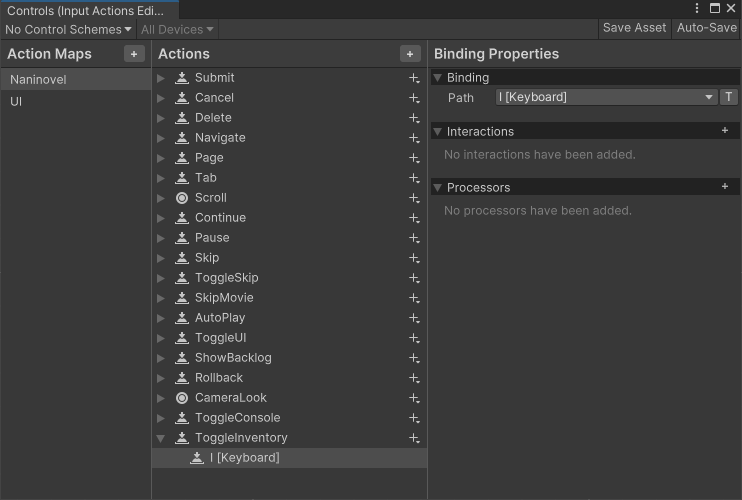 Controls (Input Actions Edi...
No Control Schemes All Devices Save Asset Auto-Save
Action Maps +
Naninovel
UI
Actions +
Submit
Cancel
Delete
Navigate
Page
Tab
Scroll
Continue
Pause
Skip
ToggleSkip
SkipMovie
AutoPlay
ToggleUI
ShowBacklog
Rollback
CameraLook
ToggleConsole
ToggleInventory
I [Keyboard]
Binding Properties
Binding
Path I [Keyboard] T
Interactions +
No interactions have been added.
Processors +
No processors have been added.